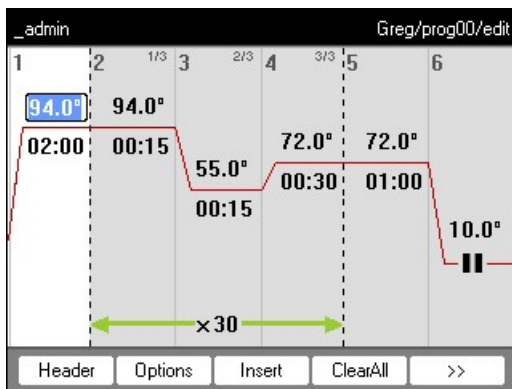 _admin Greg/prog00/edit
1 2 1/3 3 2/3 4 3/3 5 6
94.0° 94.0°
02:00 00:15
72.0° 72.0°
55.0°
00:30 01:00
00:15
10.0°
×30
Header Options Insert ClearAll >>